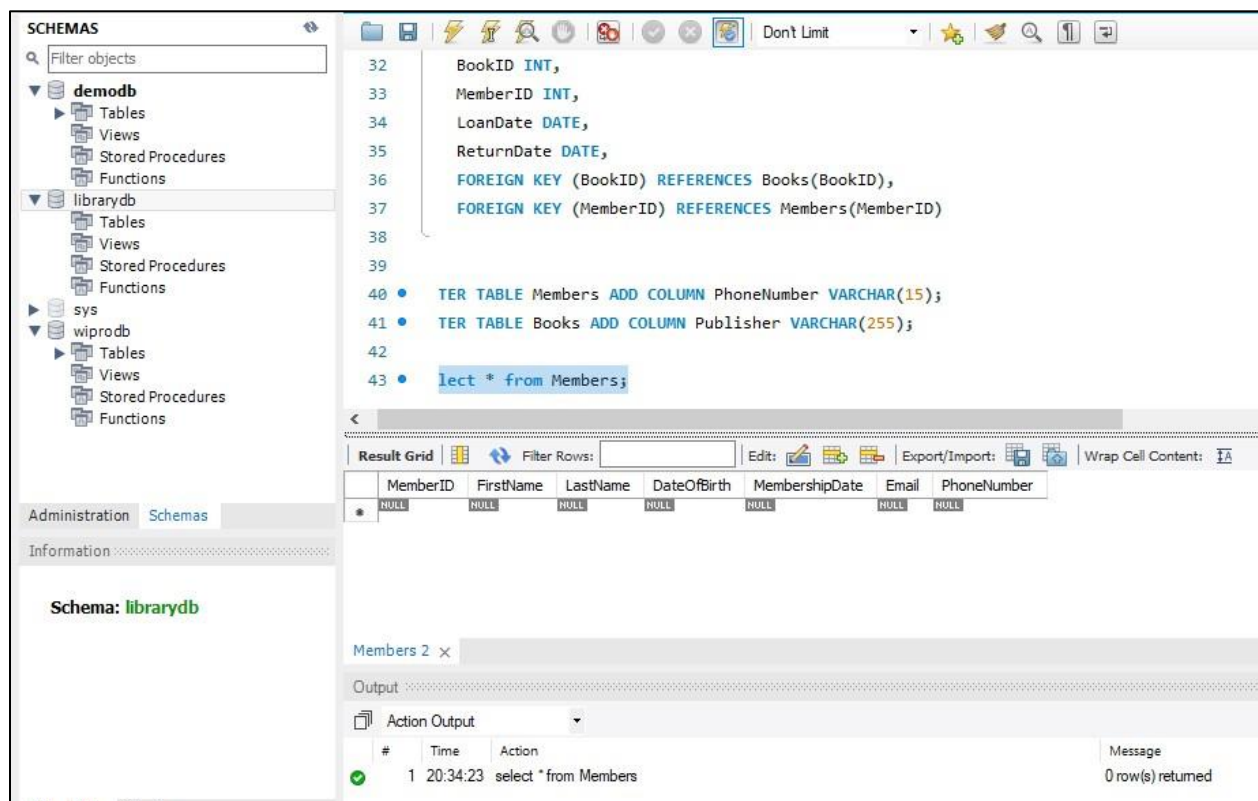 SCHEMAS
Filter objects
demodb
Tables
Views
Stored Procedures
Functions
librarydb
Tables
Views
Stored Procedures
Functions
sys
wiprodb
Tables
Views
Stored Procedures
Functions
Administration Schemas
Information
Schema: librarydb
Don't Limit
32 BookID INT,
33 MemberID INT,
34 LoanDate DATE,
35 ReturnDate DATE,
36 FOREIGN KEY (BookID) REFERENCES Books(BookID),
37 FOREIGN KEY (MemberID) REFERENCES Members(MemberID)
38
39
40 TER TABLE Members ADD COLUMN PhoneNumber VARCHAR(15);
41 TER TABLE Books ADD COLUMN Publisher VARCHAR(255);
42
43 lect * from Members;
Result Grid Filter Rows: Edit: Export/Import: Wrap Cell Content:
MemberID FirstName LastName DateOfBirth MembershipDate Email PhoneNumber
NULL NULL NULL NULL NULL NULL NULL
Members 2
Output
Action Output
# Time Action Message
1 20:34:23 select * from Members 0 row(s) returned